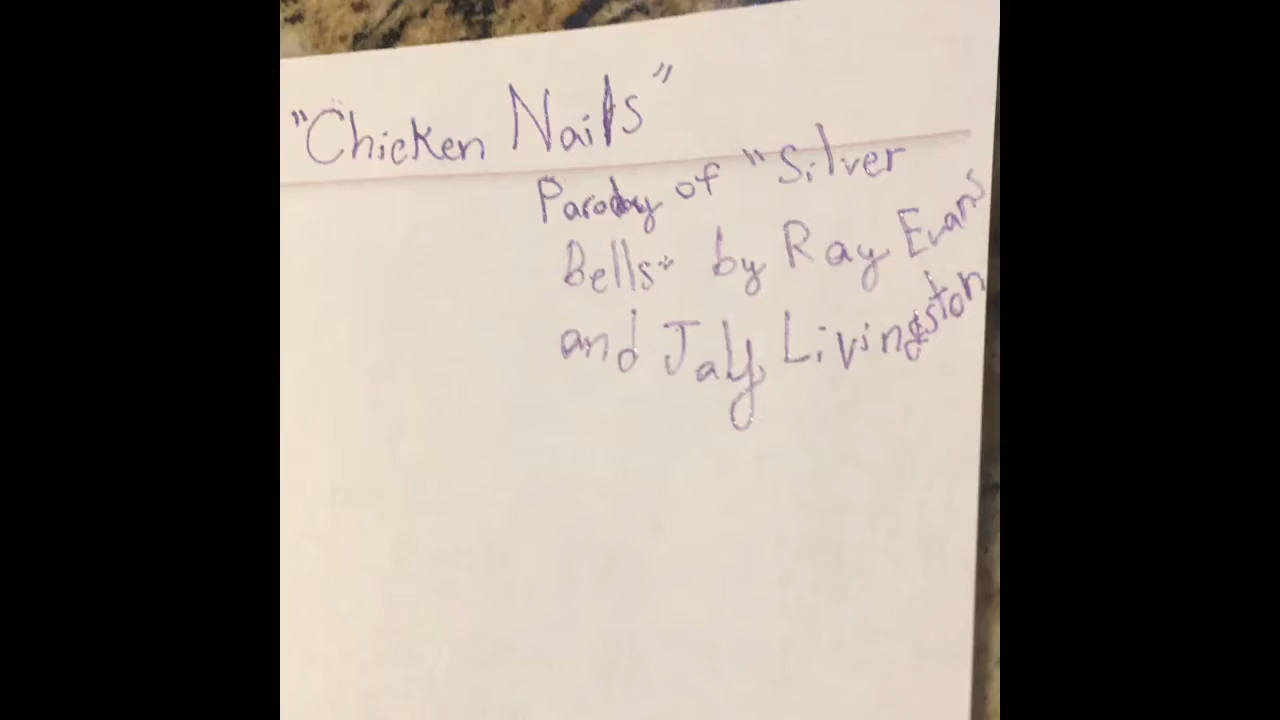 "Chicken Nails"
Parody of "Silver
Bells" by Ray Evans
and Jay Livingston